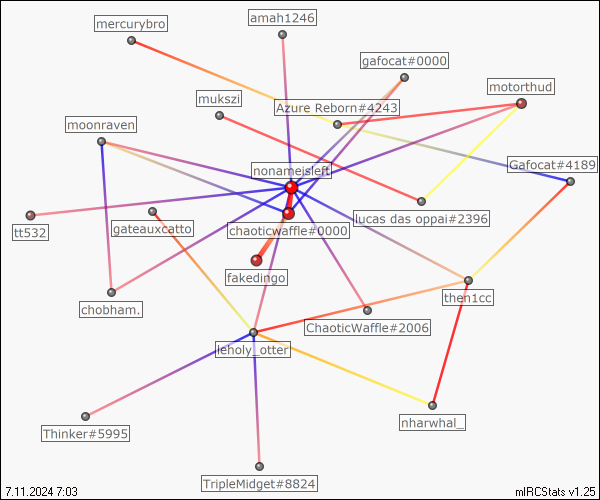 amah1246
mercurybro
gafocat#0000
motorthud
mukszi
Azure Reborn#4243
moonraven
Gafocat#4189
nonameisleft
lucas das oppai#2396
gateauxcatto
chaoticwaffle#0000
tt532
fakedingo
then1cc
chobham.
ChaoticWaffle#2006
leholy_otter
nharwhal_
Thinker#5995
TripleMidget#8824
7.11.2024 7:03
mIRCStats v1.25